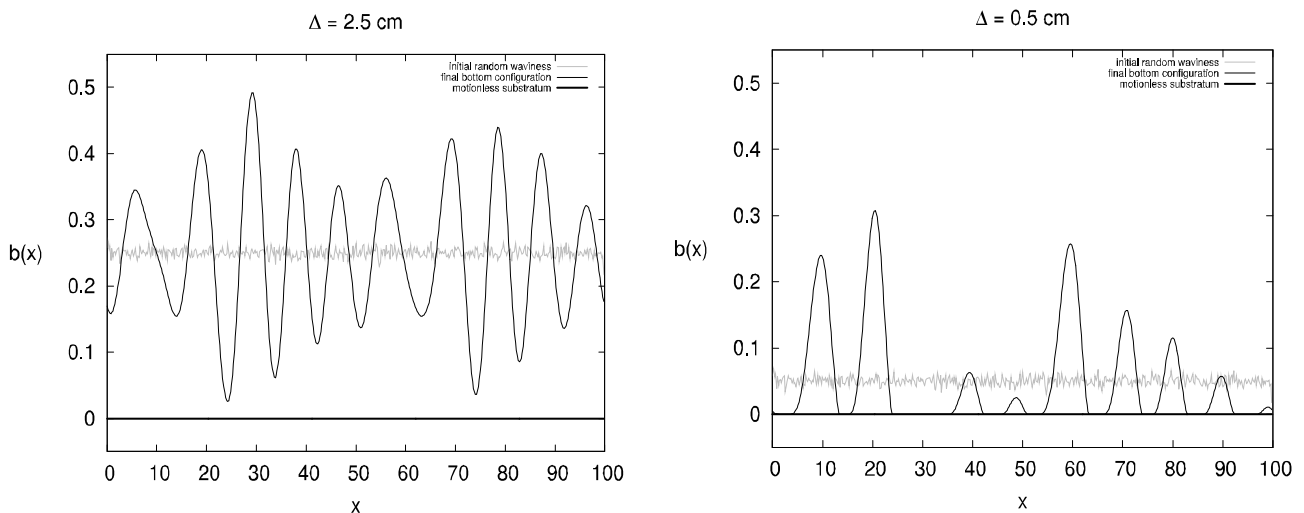 Δ = 2.5 cm
initial random waviness
final bottom configuration
motionless substratum
0.5
0.4
0.3
0.2
0.1
0
b(x)
0 10 20 30 40 50 60 70 80 90 100
x
Δ = 0.5 cm
initial random waviness
final bottom configuration
motionless substratum
0.5
0.4
0.3
0.2
0.1
0
b(x)
0 10 20 30 40 50 60 70 80 90 100
x